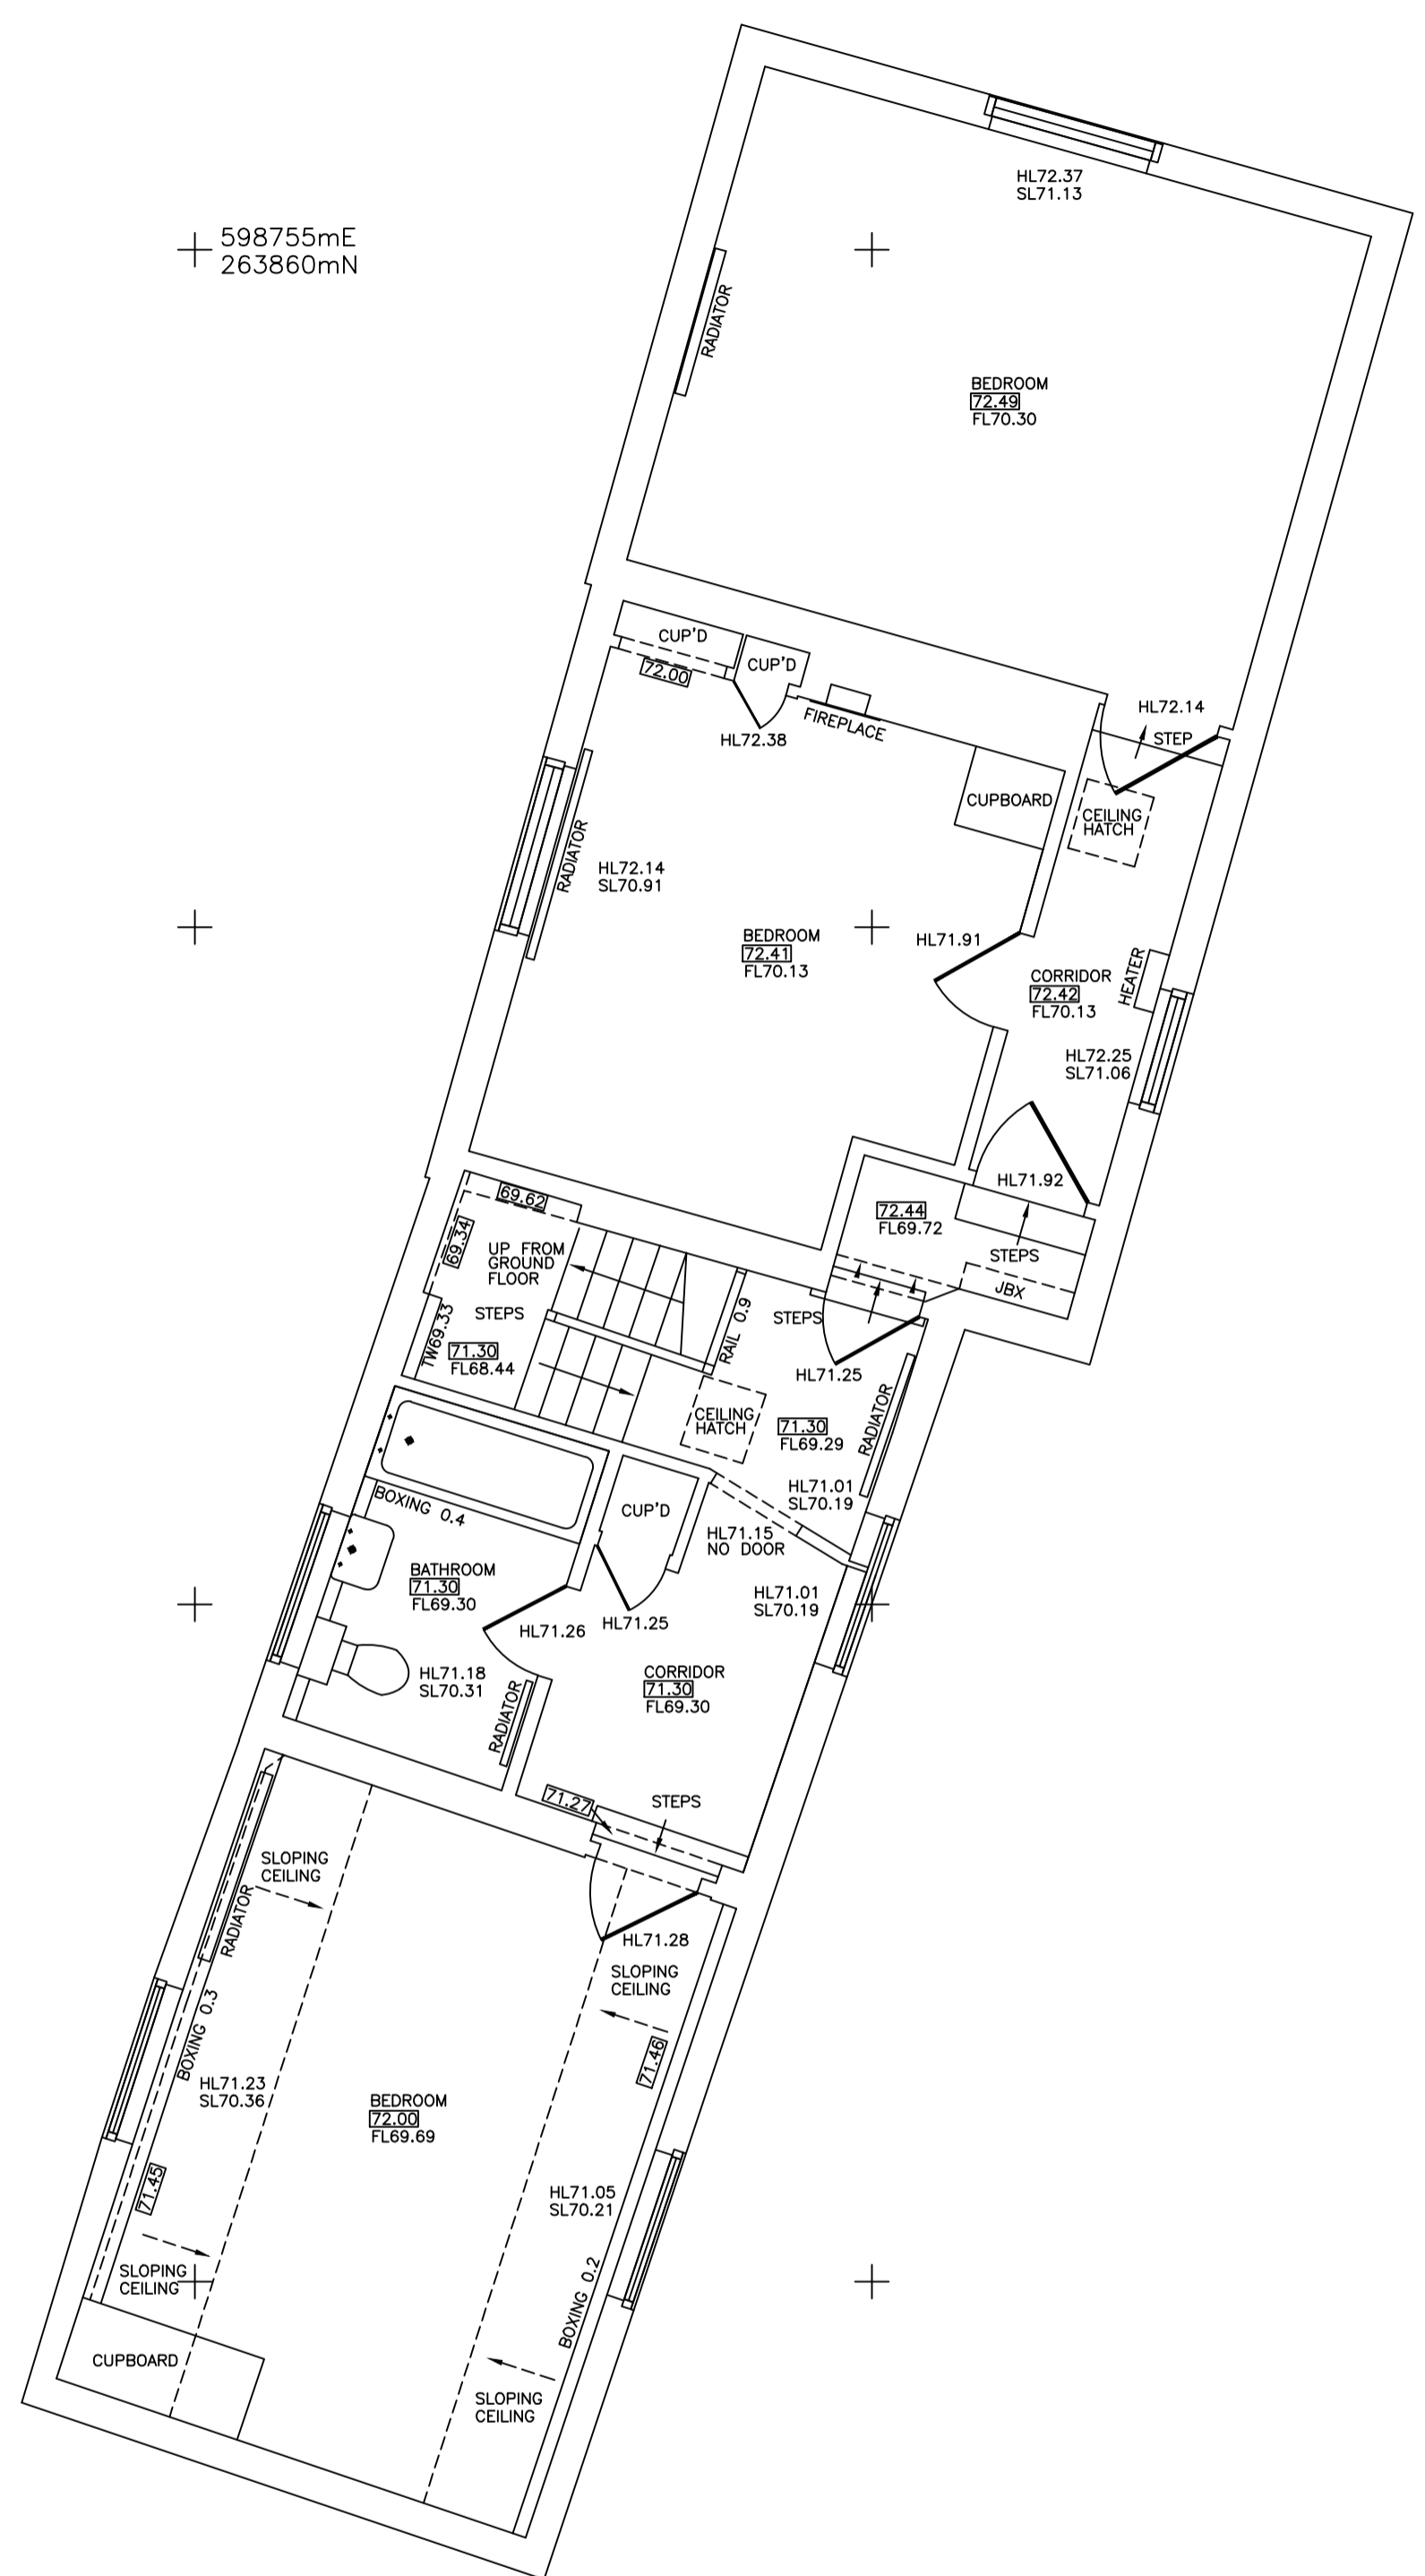 598755mE
263860mN
HL72.37
SL71.13
RADIATOR
BEDROOM
72.49
FL70.30
CUP'D
72.00
CUP'D
HL72.38
FIREPLACE
HL72.14
STEP
CUPBOARD
CEILING
HATCH
RADIATOR
HL72.14
SL70.91
BEDROOM
72.41
FL70.13
HL71.91
CORRIDOR
72.42
FL70.13
HEATER
HL72.25
SL71.06
HL71.92
72.44
FL69.72
STEPS
JBX
69.62
69.34
UP FROM
GROUND
FLOOR
STEPS
TW69.33
71.30
FL68.44
RAIL 0.9
STEPS
HL71.25
CEILING
HATCH
71.30
FL69.29
RADIATOR
HL71.01
SL70.19
BOXING 0.4
CUP'D
HL71.15
NO DOOR
BATHROOM
71.30
FL69.30
HL71.01
SL70.19
HL71.26
HL71.25
HL71.18
SL70.31
RADIATOR
CORRIDOR
71.30
FL69.30
71.27
STEPS
SLOPING
CEILING
RADIATOR
HL71.28
SLOPING
CEILING
71.46
BOXING 0.3
HL71.23
SL70.36
BEDROOM
72.00
FL69.69
71.45
HL71.05
SL70.21
SLOPING
CEILING
BOXING 0.2
CUPBOARD
SLOPING
CEILING